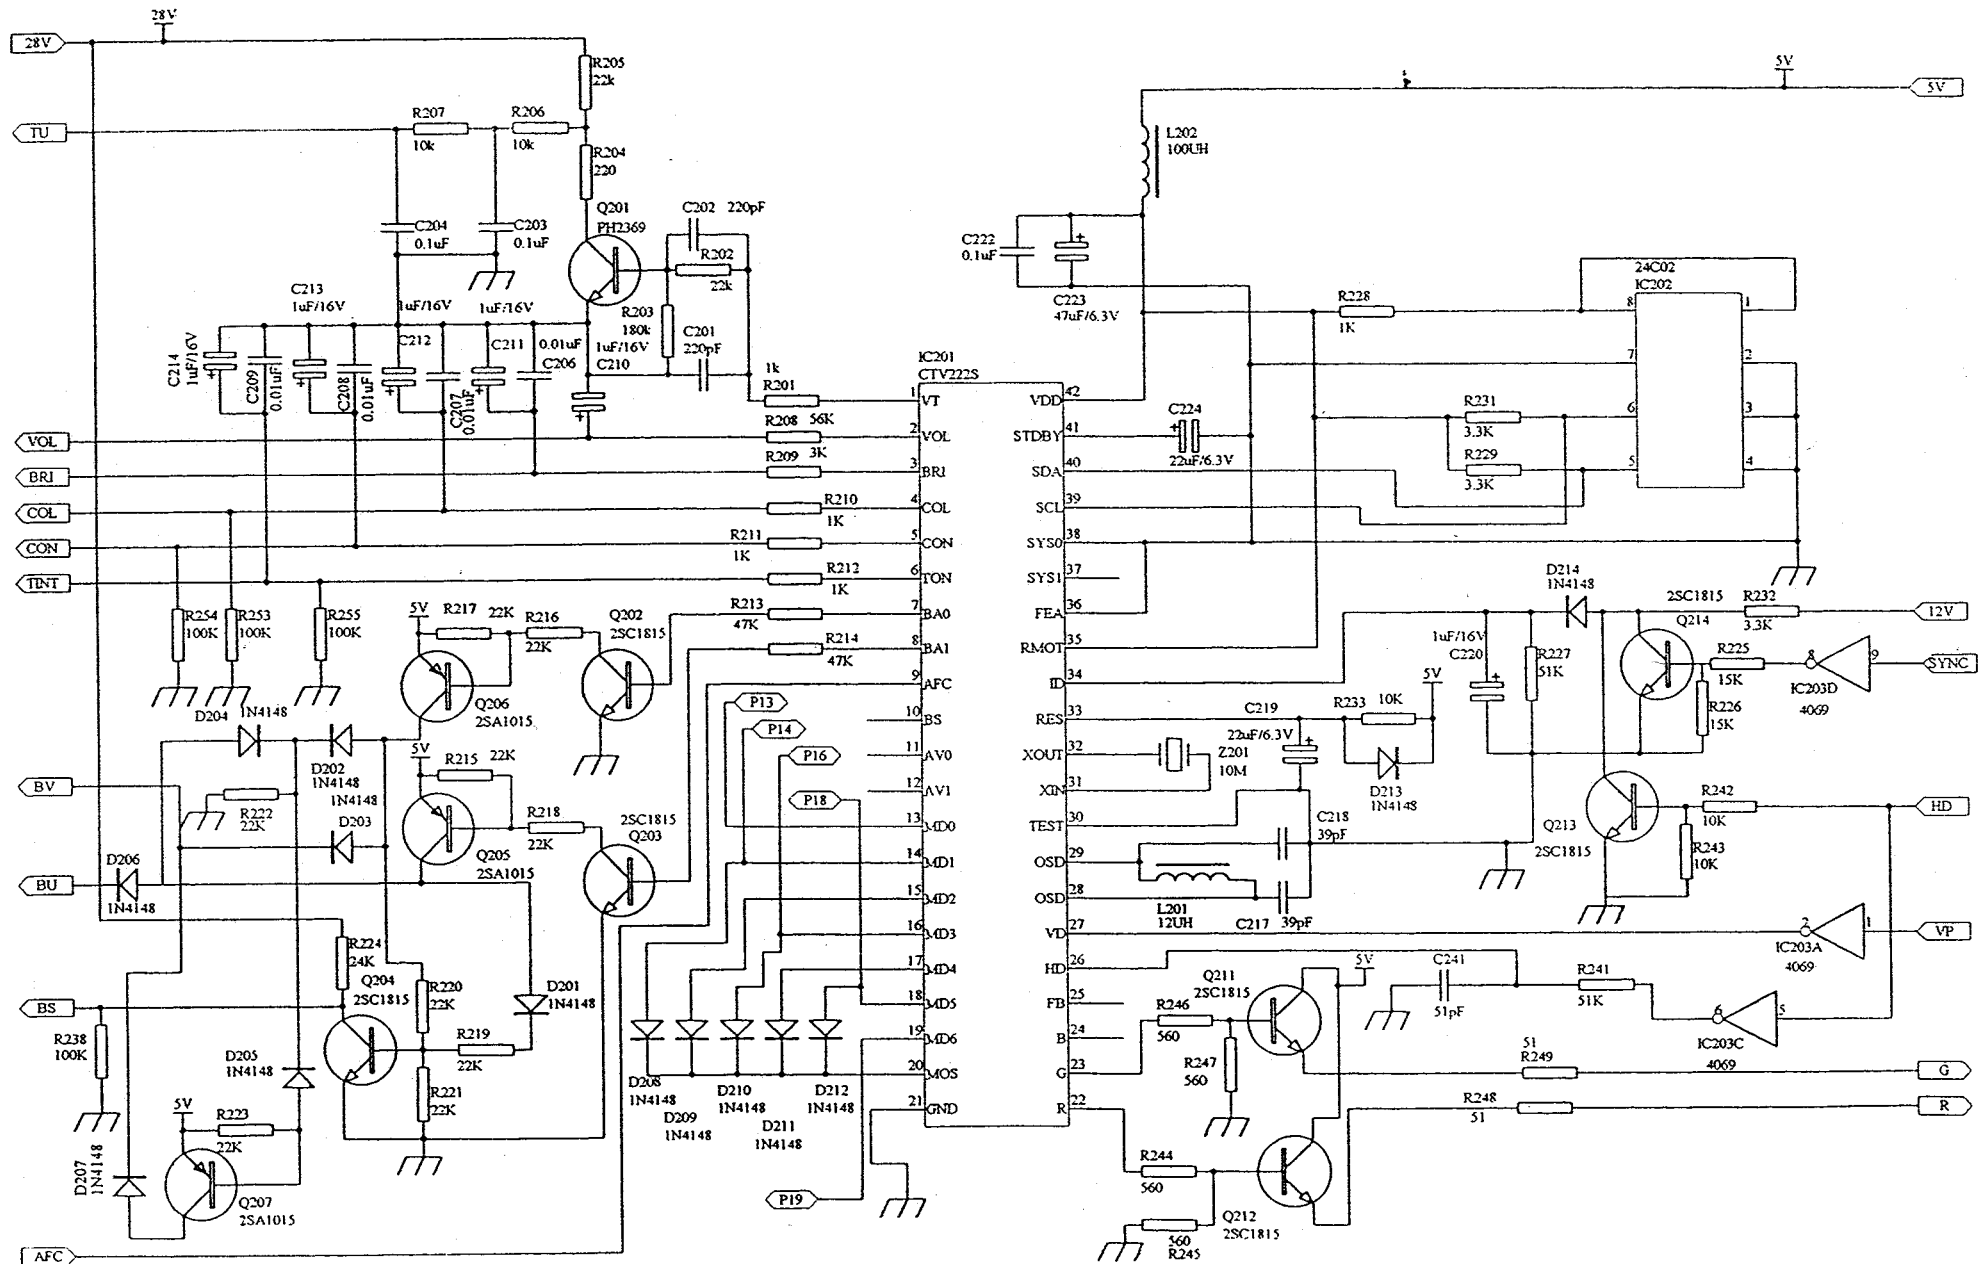 28V
28V
R205
22k
5V
5V
TU
R207
10k
R206
10k
R204
220
L202
100UH
Q201
PH2369
C202 220pF
C204
0.1uF
C203
0.1uF
R202
22k
C222
0.1uF
C223
47uF/6.3V
24C02
IC202
R228
1K
8
1
7
2
6
3
5
4
C213
1uF/16V
1uF/16V
1uF/16V
R203
180k
C201
220pF
C214
1uF/16V
C209
0.01uF
C208
0.01uF
C212
C207
0.01uF
C211
0.01uF
C206
1uF/16V
C210
IC201
CTV222S
1k
R201
1
VT
VDD
42
R208
56K
VOL
2
VOL
STDBY
41
C224
22uF/6.3V
R231
3.3K
3K
R209
BRI
3
BRI
SDA
40
R229
3.3K
COL
R210
1K
4
COL
SCL
39
CON
R211
1K
5
CON
SYS0
38
TINT
R212
1K
6
TON
SYS1
37
R254
100K
R253
100K
R255
100K
5V
R217
22K
R216
22K
Q202
2SC1815
R213
47K
7
BA0
FEA
36
D214
1N4148
2SC1815
Q214
R232
3.3K
12V
R214
47K
8
BA1
RMOT
35
1uF/16V
C220
R227
51K
R225
15K
8
9
SYNC
IC203D
4069
R226
15K
Q206
2SA1015
9
AFC
ID
34
P13
10
BS
RES
33
C219
22uF/6.3V
R233
10K
5V
D204
1N4148
P14
11
AV0
XOUT
32
Z201
10M
D202
1N4148
1N4148
5V
R215
22K
P16
12
AV1
XIN
31
D213
1N4148
BV
R222
22K
P18
13
MD0
TEST
30
C218
39pF
R242
10K
HD
D203
R218
22K
2SC1815
Q203
Q213
2SC1815
R243
10K
D206
1N4148
Q205
2SA1015
14
MD1
OSD
29
BU
15
MD2
OSD
28
L201
12UH
C217
39pF
16
MD3
VD
27
2
1
VP
IC203A
4069
R224
24K
Q204
2SC1815
17
MD4
HD
26
C241
51pF
R241
51K
R220
22K
D201
1N4148
18
MD5
FB
25
Q211
2SC1815
5V
BS
R238
100K
R219
22K
19
MD6
B
24
R246
560
6
5
IC203C
4069
D205
1N4148
D208
1N4148
D210
1N4148
D212
1N4148
20
MOS
G
23
R247
560
51
R249
G
R221
22K
D209
1N4148
D211
1N4148
21
GND
R
22
R248
51
R
5V
R223
22K
D207
1N4148
Q207
2SA1015
P19
R244
560
Q212
2SC1815
560
R245
AFC